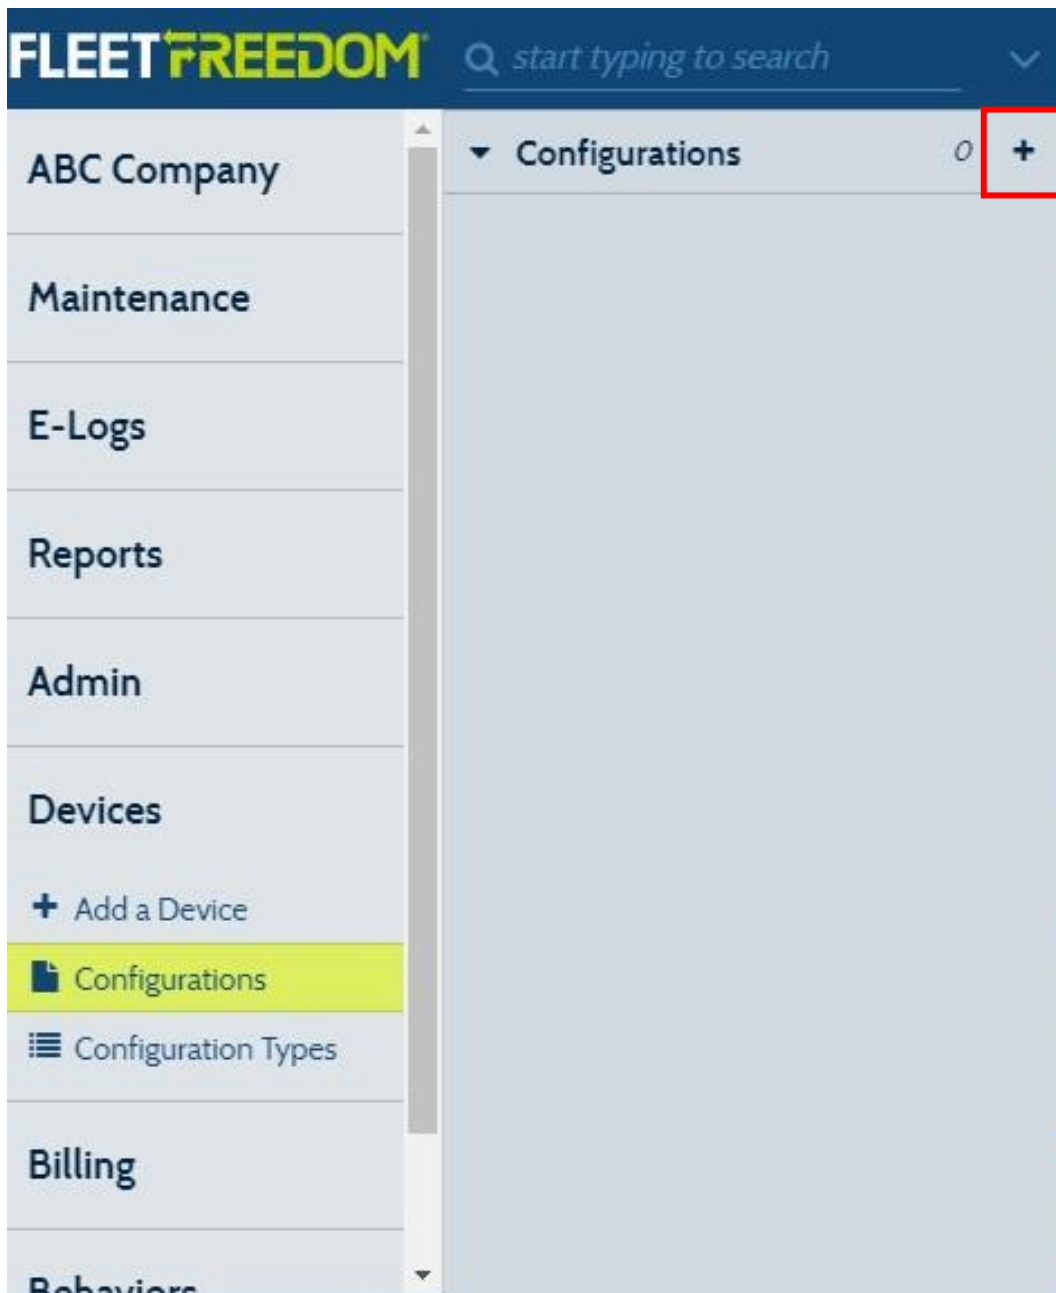 FLEETFREEDOM
start typing to search
ABC Company
Maintenance
E-Logs
Reports
Admin
Devices
+ Add a Device
Configurations
Configuration Types
Billing
Behaviors
Configurations 0 +